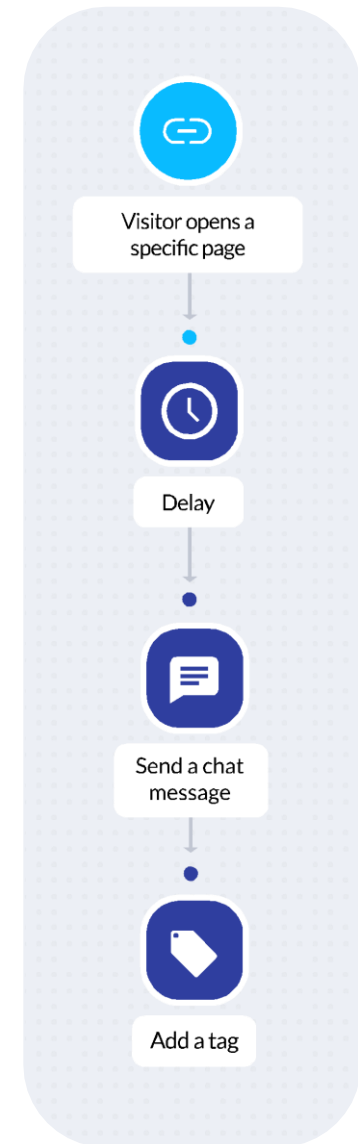 Visitor opens a
specific page
Delay
Send a chat
message
Add a tag